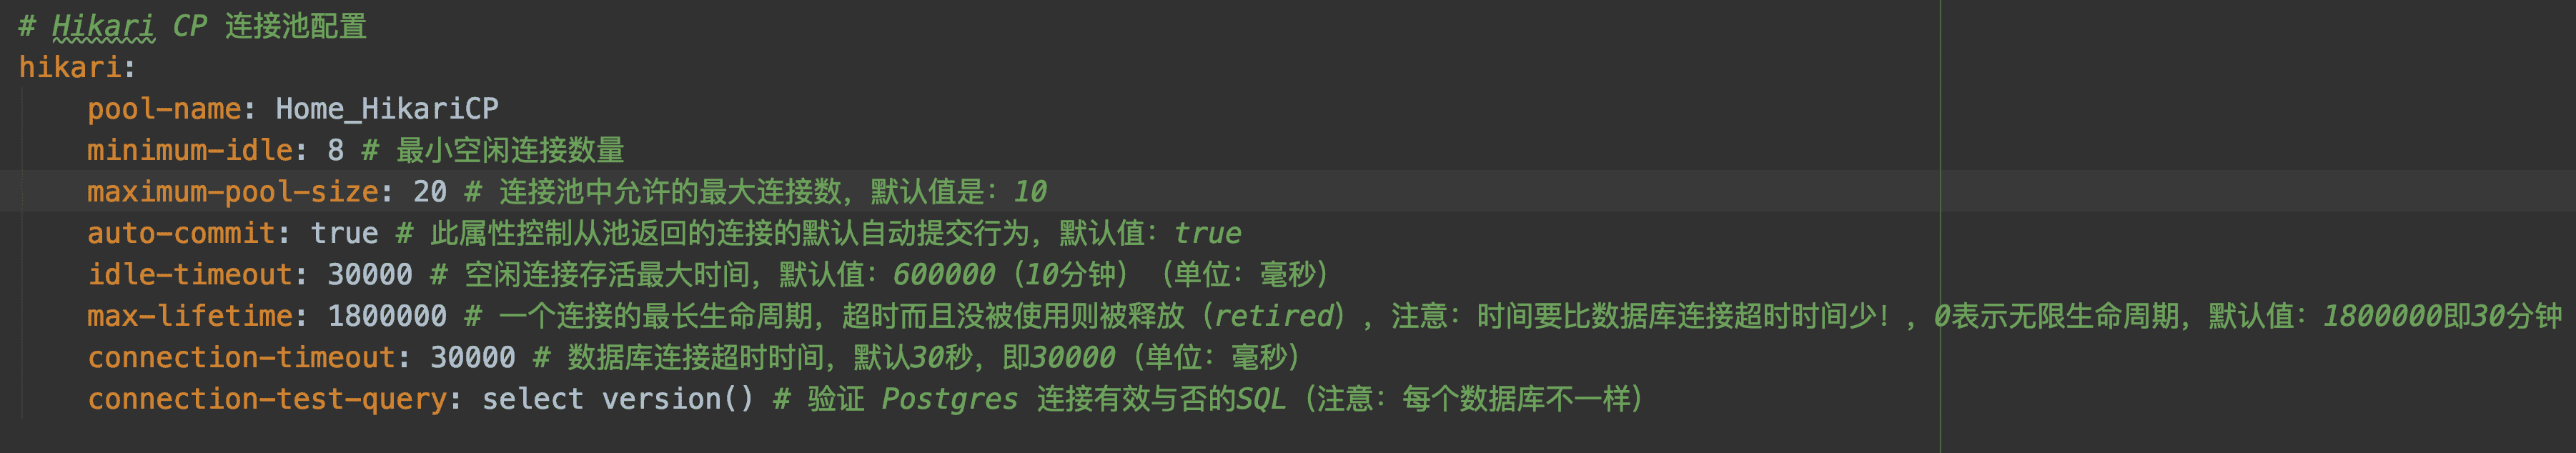 # Hikari CP 连接池配置
hikari:
    pool-name: Home_HikariCP
    minimum-idle: 8 # 最小空闲连接数量
    maximum-pool-size: 20 # 连接池中允许的最大连接数，默认值是：10
    auto-commit: true # 此属性控制从池返回的连接的默认自动提交行为，默认值：true
    idle-timeout: 30000 # 空闲连接存活最大时间，默认值：600000（10分钟）（单位：毫秒）
    max-lifetime: 1800000 # 一个连接的最长生命周期，超时而且没被使用则被释放（retired），注意：时间要比数据库连接超时时间少！，0表示无限生命周期，默认值：1800000即30分钟
    connection-timeout: 30000 # 数据库连接超时时间，默认30秒，即30000（单位：毫秒）
    connection-test-query: select version() # 验证 Postgres 连接有效与否的SQL（注意：每个数据库不一样）